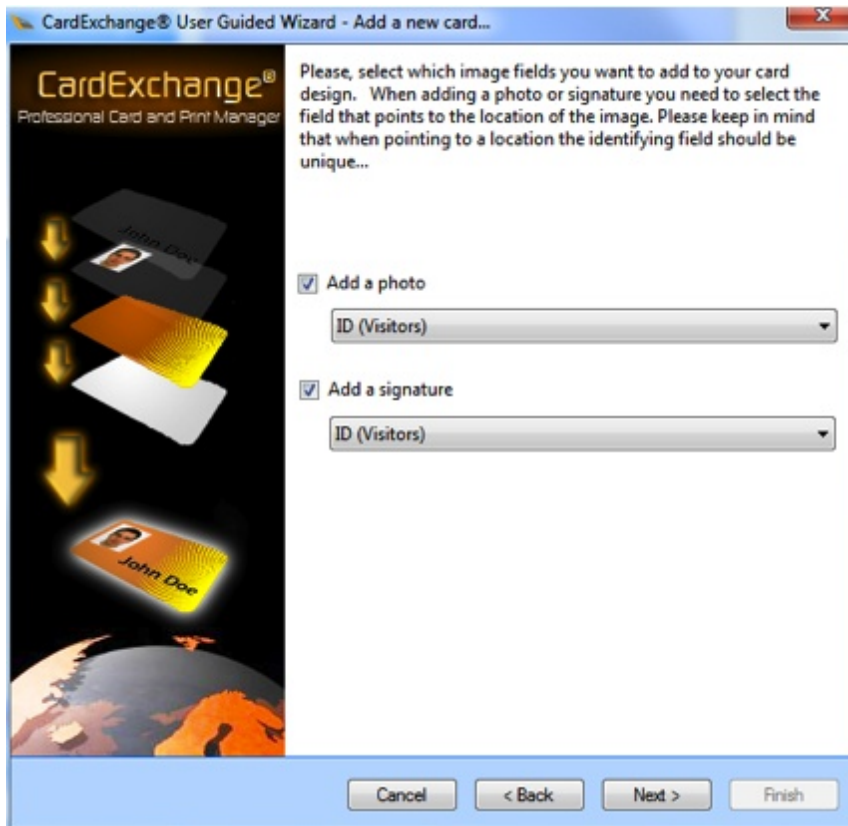 CardExchange® User Guided Wizard - Add a new card...
CardExchange®
Professional Card and Print Manager
John Doe
John Doe
Please, select which image fields you want to add to your card
design. When adding a photo or signature you need to select the
field that points to the location of the image. Please keep in mind
that when pointing to a location the identifying field should be
unique...
Add a photo
ID (Visitors)
Add a signature
ID (Visitors)
Cancel
< Back
Next >
Finish